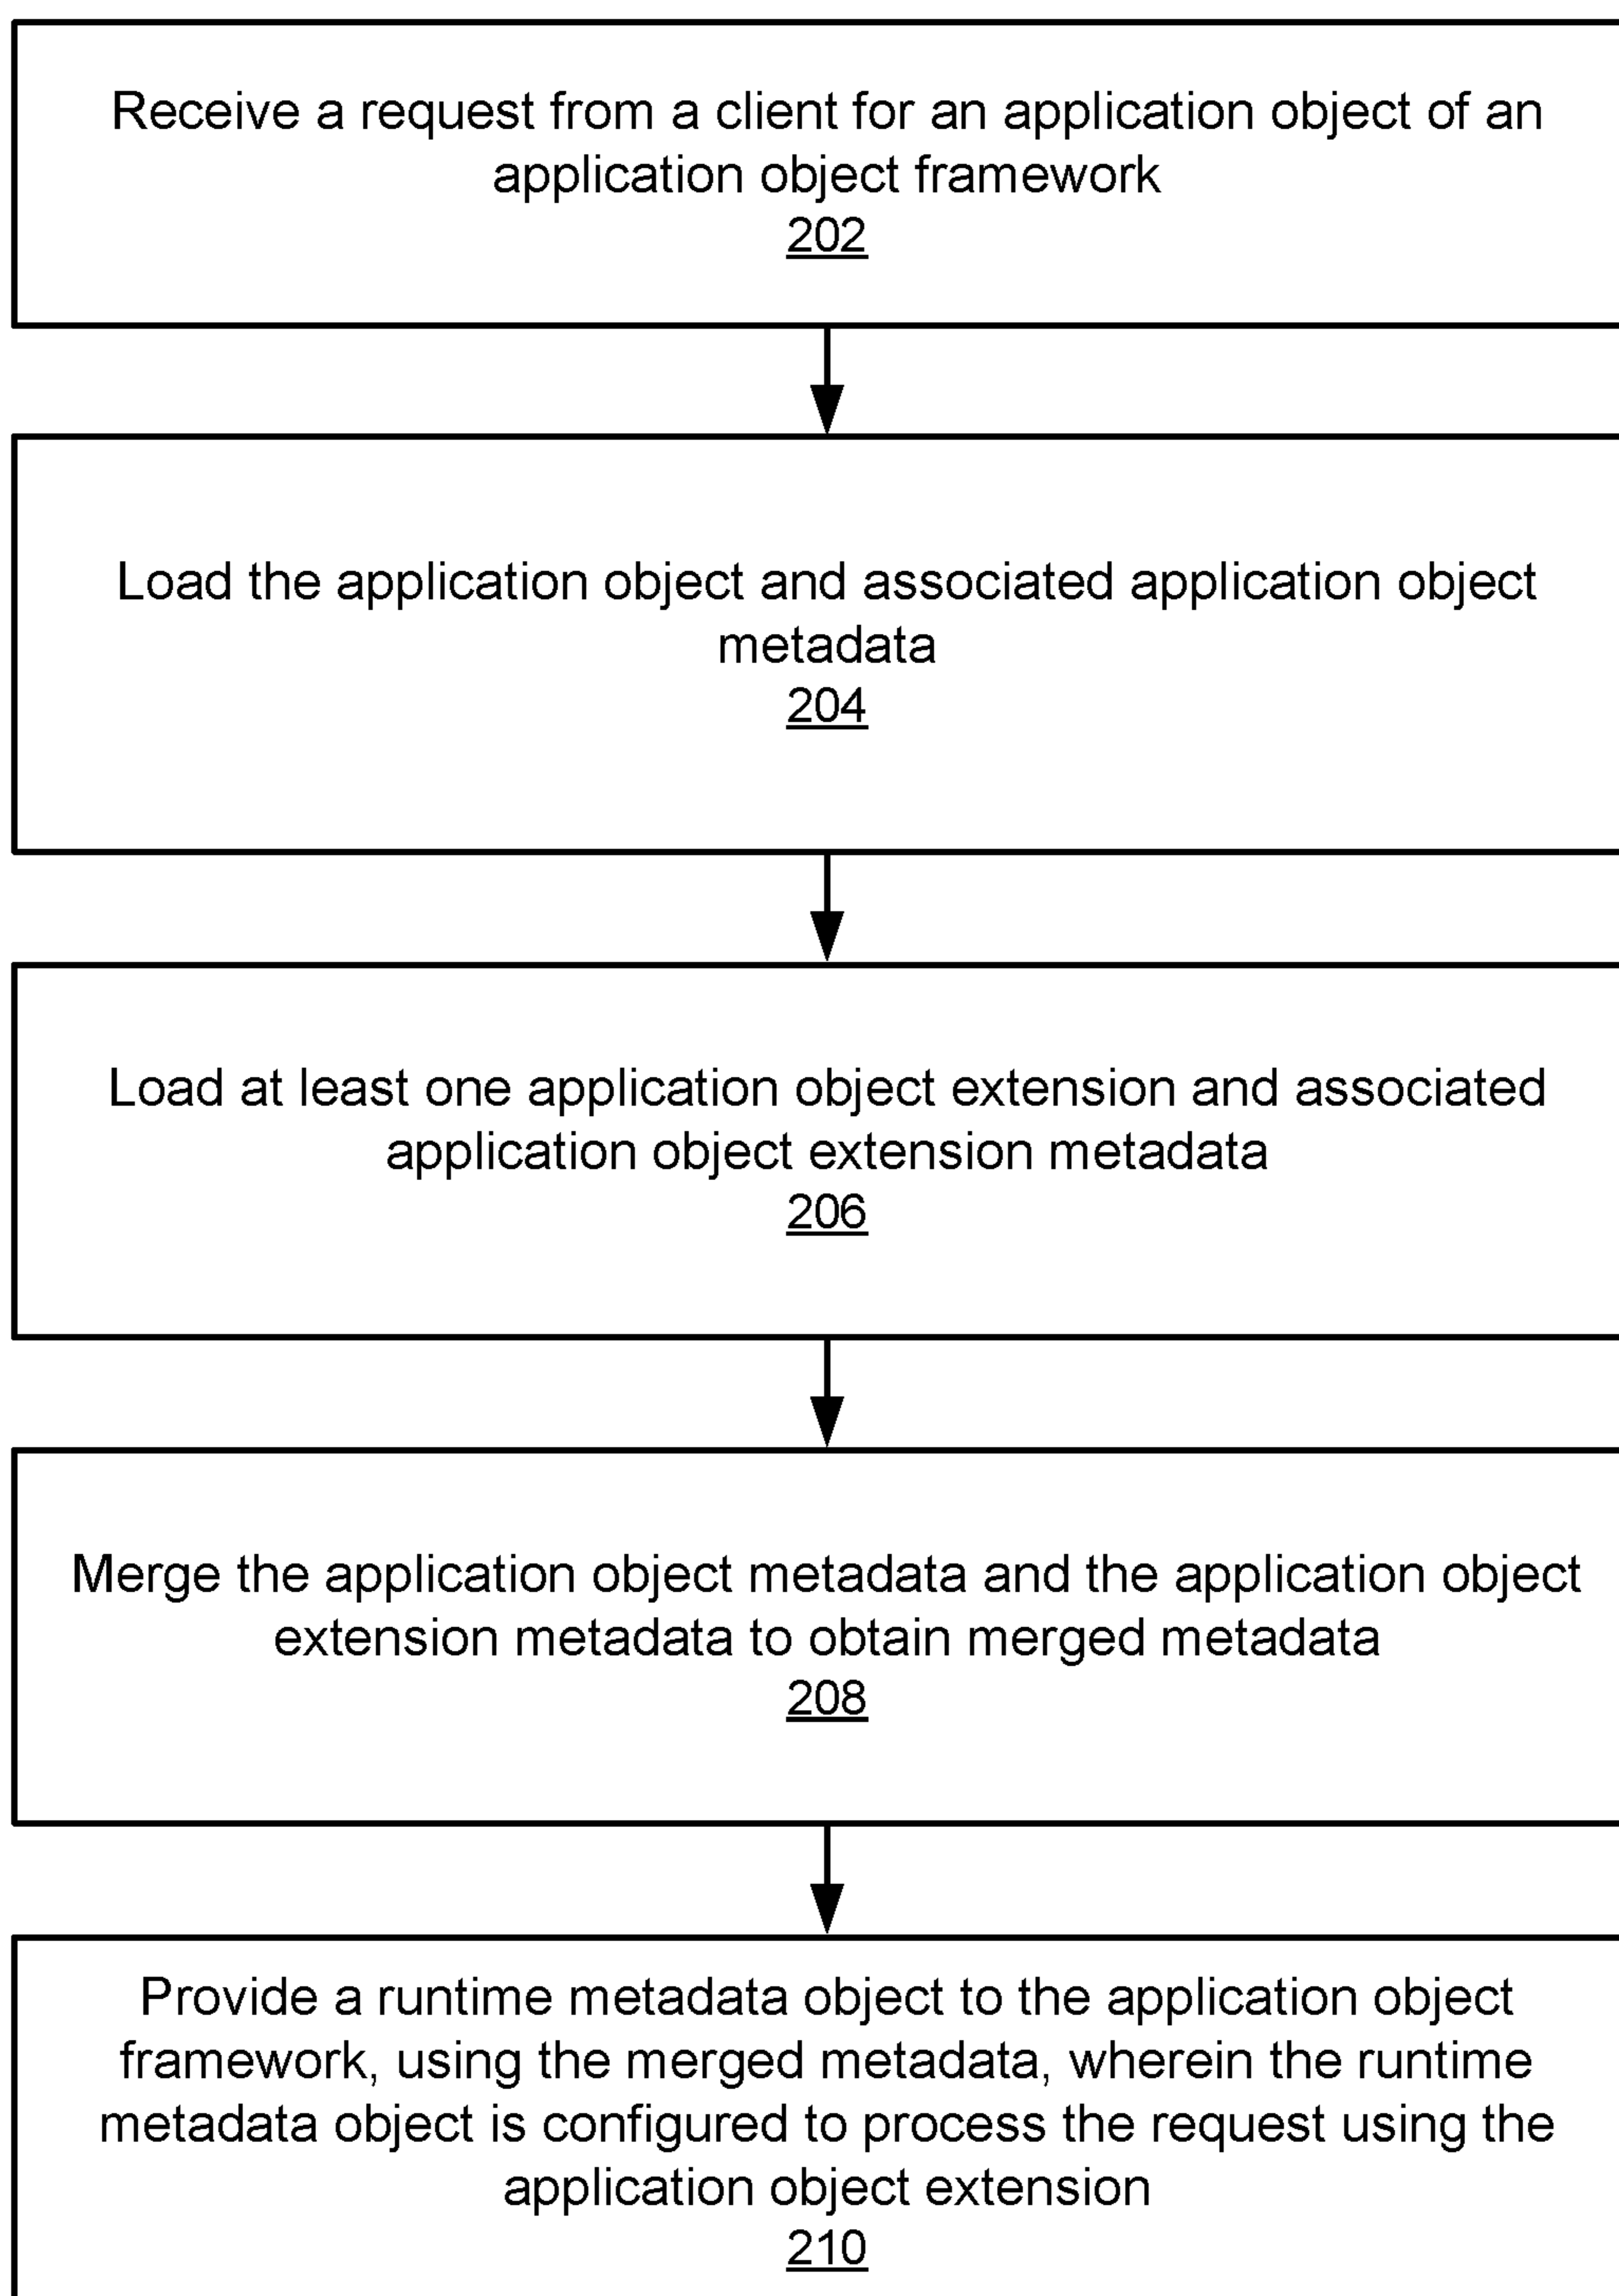 Receive a request from a client for an application object of an
application object framework
202
Load the application object and associated application object
metadata
204
Load at least one application object extension and associated
application object extension metadata
206
Merge the application object metadata and the application object
extension metadata to obtain merged metadata
208
Provide a runtime metadata object to the application object
framework, using the merged metadata, wherein the runtime
metadata object is configured to process the request using the
application object extension
210